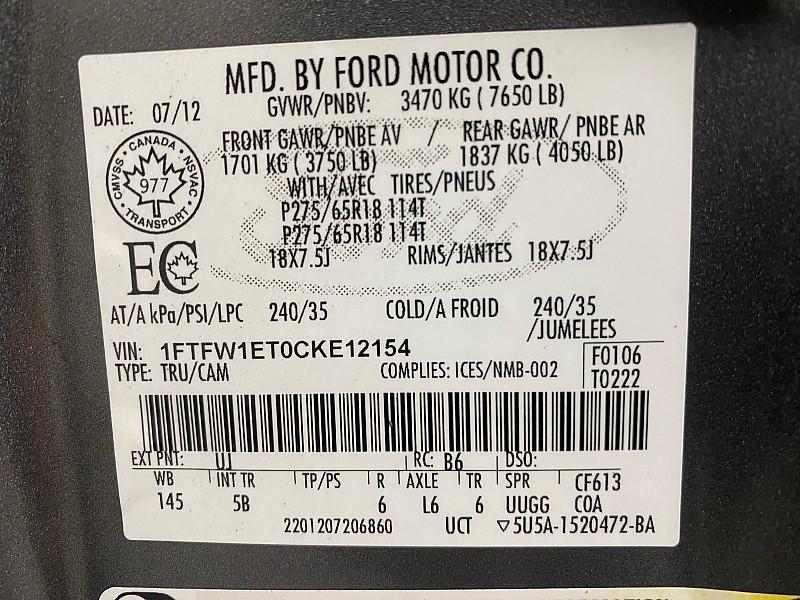 MFD. BY FORD MOTOR CO.
DATE: 07/12 GVWR/PNBV: 3470 KG ( 7650 LB)
FRONT GAWR/PNBE AV / REAR GAWR/ PNBE AR
1701 KG ( 3750 LB) 1837 KG ( 4050 LB)
CMVSS • CANADA • NSVAC • TRANSPORT •
977
WITH/AVEC TIRES/PNEUS
P275/65R18 114T
P275/65R18 114T
EC
18X7.5J RIMS/JANTES 18X7.5J
AT/A kPa/PSI/LPC 240/35 COLD/A FROID 240/35
/JUMELEES
VIN: 1FTFW1ET0CKE12154 F0106
TYPE: TRU/CAM COMPLIES: ICES/NMB-002 T0222
EXT PNT: UJ RC: B6 DSO:
WB INT TR TP/PS R AXLE TR SPR CF613
145 5B 6 L6 6 UUGG COA
2201207206860 UCT ▽5U5A-1520472-BA